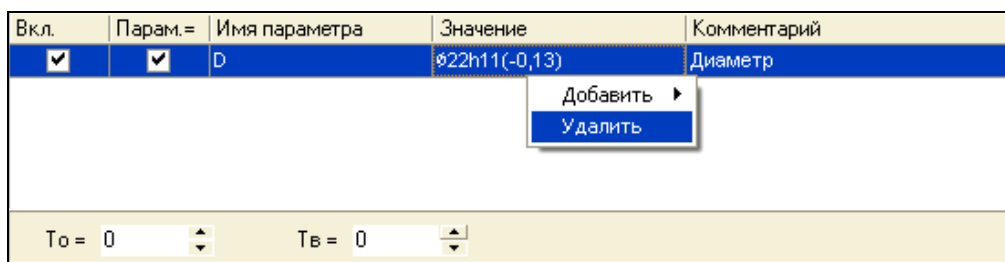 Вкл. Парам.= Имя параметра Значение Комментарий
D ø22h11(-0,13) Диаметр
Добавить
Удалить
То = 0 Тв = 0